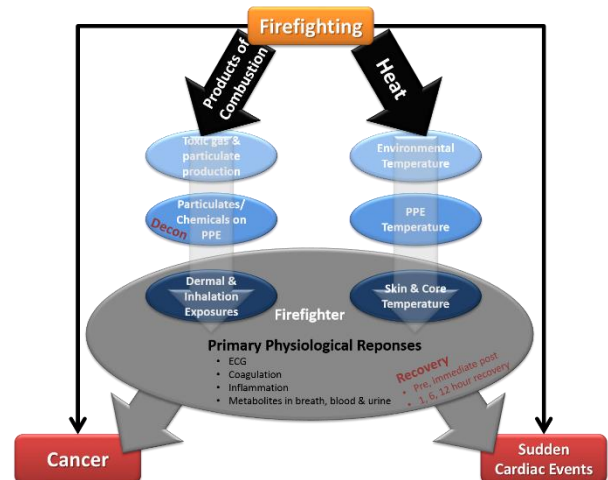 Firefighting
Products of
Combustion
Heat
Toxic gas &
particulate
production
Environmental
Temperature
Particulates/
Chemicals on
PPE
Decon
PPE
Temperature
Dermal &
Inhalation
Exposures
Skin & Core
Temperature
Firefighter
Primary Physiological Reponses
• ECG
• Coagulation
• Inflammation
• Metabolites in breath, blood & urine
Recovery
• Pre, immediate post
• 1, 6, 12 hour recovery
Cancer
Sudden
Cardiac Events